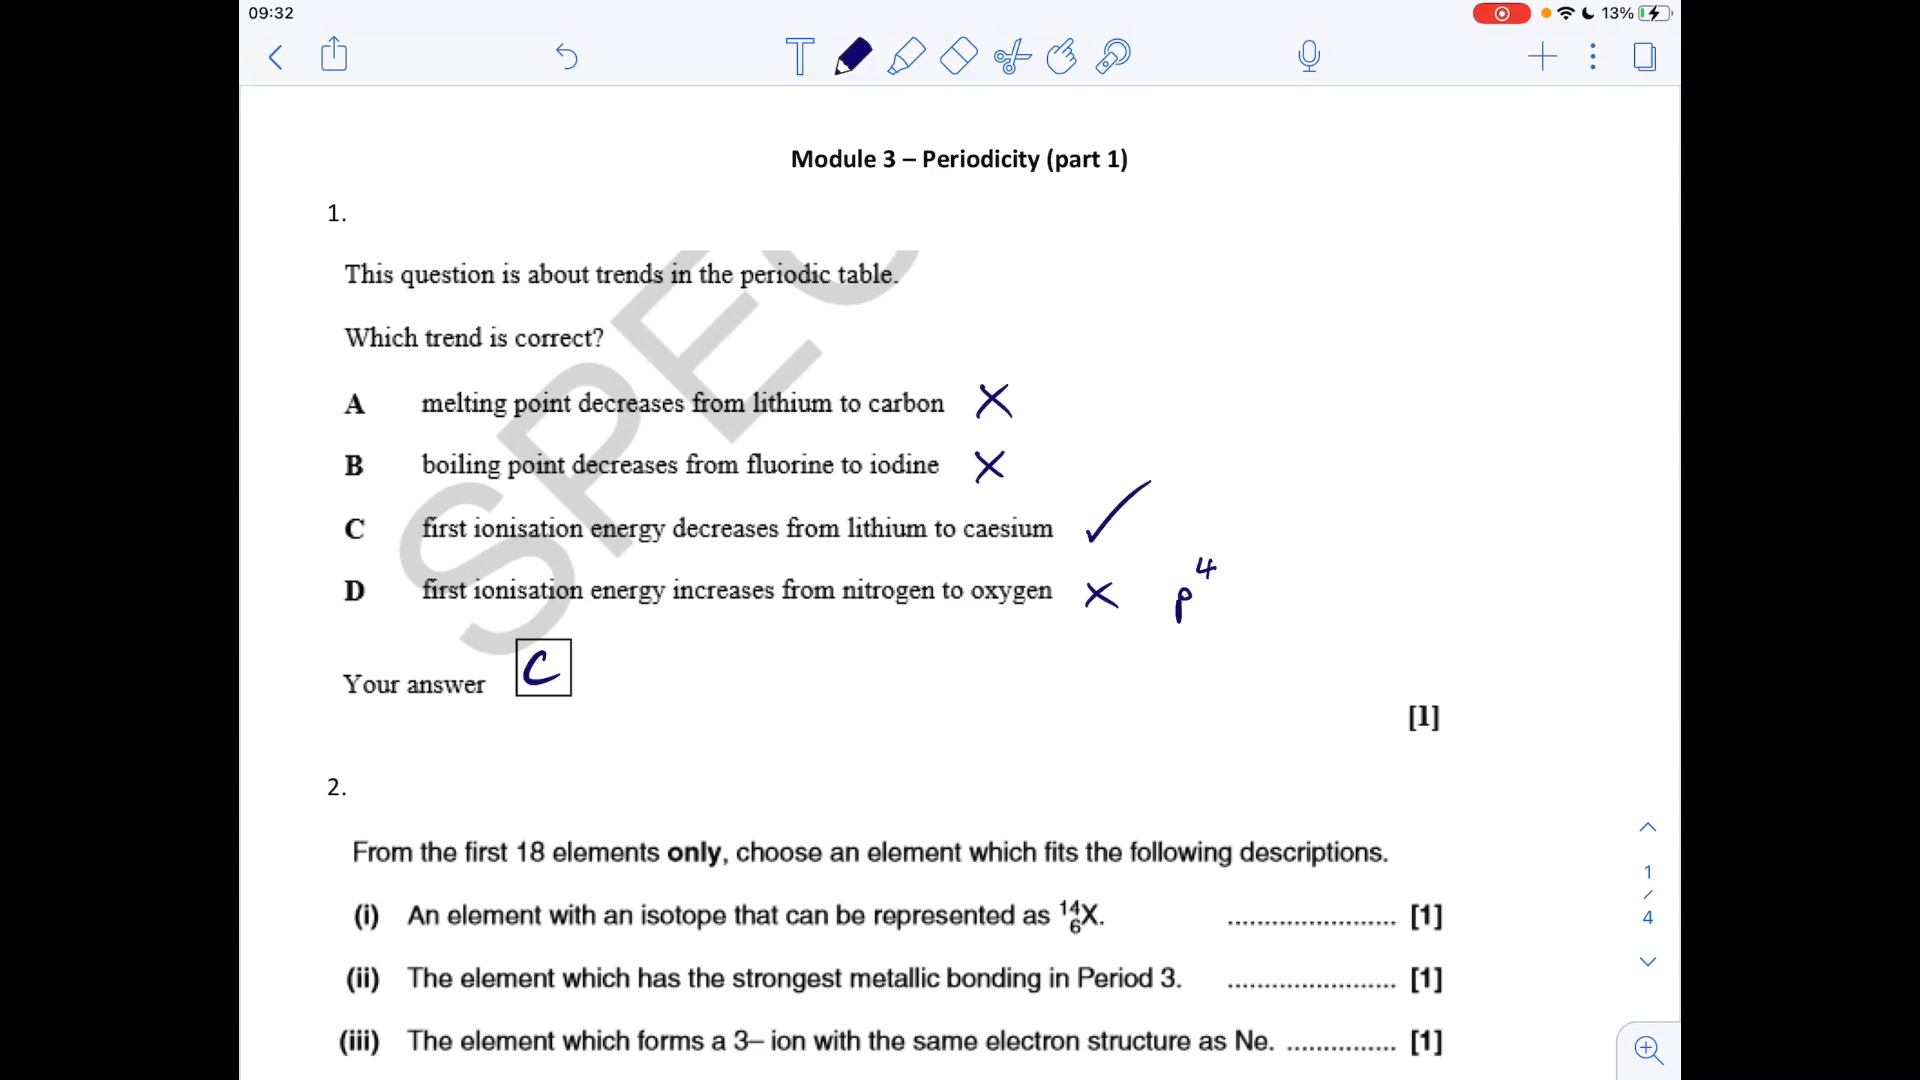 09:32
13%
Module 3 – Periodicity (part 1)
1.
This question is about trends in the periodic table.
Which trend is correct?
A melting point decreases from lithium to carbon ✗
B boiling point decreases from fluorine to iodine ✗
C first ionisation energy decreases from lithium to caesium ✓
D first ionisation energy increases from nitrogen to oxygen ✗ p⁴
Your answer C
[1]
SPEC
2.
From the first 18 elements only, choose an element which fits the following descriptions.
(i) An element with an isotope that can be represented as ¹⁴₆X. ........................ [1]
(ii) The element which has the strongest metallic bonding in Period 3. ........................ [1]
(iii) The element which forms a 3– ion with the same electron structure as Ne. ............... [1]
1
/
4